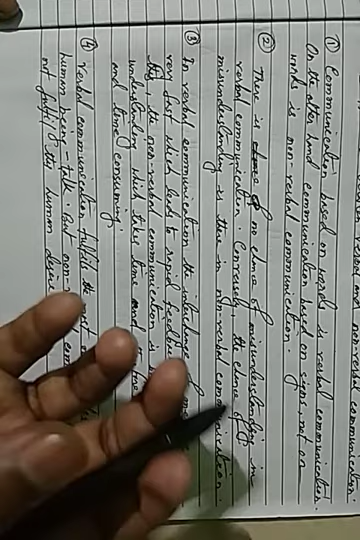 verbal and non-verbal communication.
① Communication based on words is verbal communication.
On the other hand communication based on signs, not on
words is non-verbal communication.
② There is no chance of misunderstanding in
verbal communication. Conversely, the chance of
misunderstanding is there in non-verbal communication.
③ In verbal communication the interchange of
very fast which leads to rapid feedback.
this, the non-verbal communication is
understanding which takes time and
and time consuming.
④ Verbal communication fulfills the most
human being - talk. But non-
not fulfil the human desire